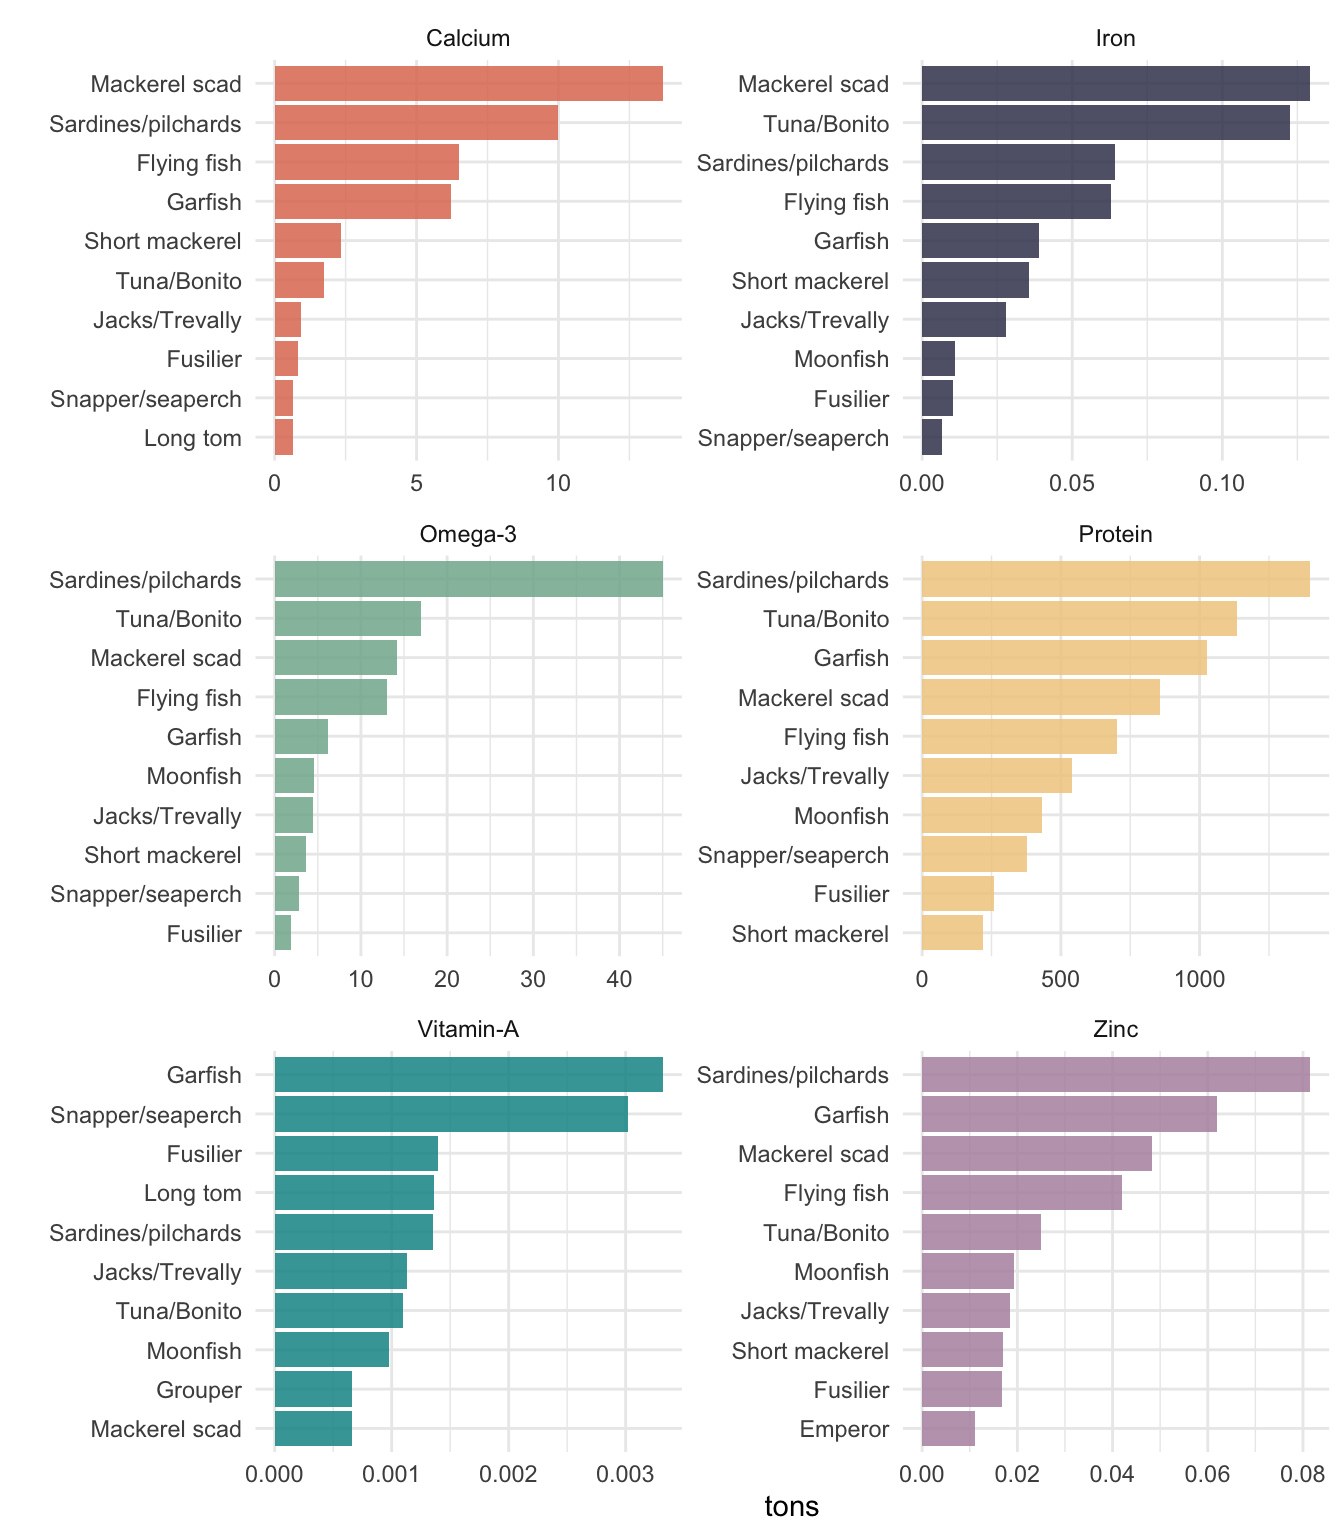 Calcium
Mackerel scad
Sardines/pilchards
Flying fish
Garfish
Short mackerel
Tuna/Bonito
Jacks/Trevally
Fusilier
Snapper/seaperch
Long tom
0 5 10
Iron
Mackerel scad
Tuna/Bonito
Sardines/pilchards
Flying fish
Garfish
Short mackerel
Jacks/Trevally
Moonfish
Fusilier
Snapper/seaperch
0.00 0.05 0.10
Omega-3
Sardines/pilchards
Tuna/Bonito
Mackerel scad
Flying fish
Garfish
Moonfish
Jacks/Trevally
Short mackerel
Snapper/seaperch
Fusilier
0 10 20 30 40
Protein
Sardines/pilchards
Tuna/Bonito
Garfish
Mackerel scad
Flying fish
Jacks/Trevally
Moonfish
Snapper/seaperch
Fusilier
Short mackerel
0 500 1000
Vitamin-A
Garfish
Snapper/seaperch
Fusilier
Long tom
Sardines/pilchards
Jacks/Trevally
Tuna/Bonito
Moonfish
Grouper
Mackerel scad
0.000 0.001 0.002 0.003
Zinc
Sardines/pilchards
Garfish
Mackerel scad
Flying fish
Tuna/Bonito
Moonfish
Jacks/Trevally
Short mackerel
Fusilier
Emperor
0.00 0.02 0.04 0.06 0.08
tons